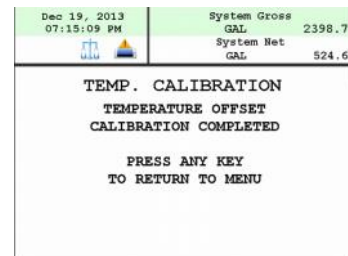 Dec 19, 2013
07:15:09 PM
System Gross
GAL 2398.7
System Net
GAL 524.6
TEMP. CALIBRATION
TEMPERATURE OFFSET
CALIBRATION COMPLETED
PRESS ANY KEY
TO RETURN TO MENU